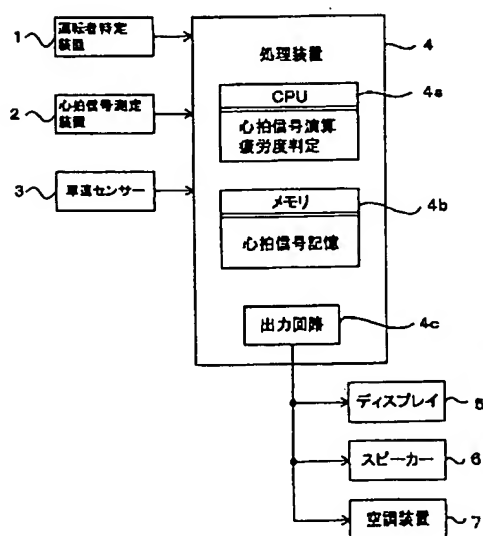 1
運転者特定
装置
2
心拍信号測定
装置
3
車速センサー
処理装置
4
CPU
4a
心拍信号演算
疲労度判定
メモリ
4b
心拍信号記憶
出力回路
4c
ディスプレイ
5
スピーカー
6
空調装置
7